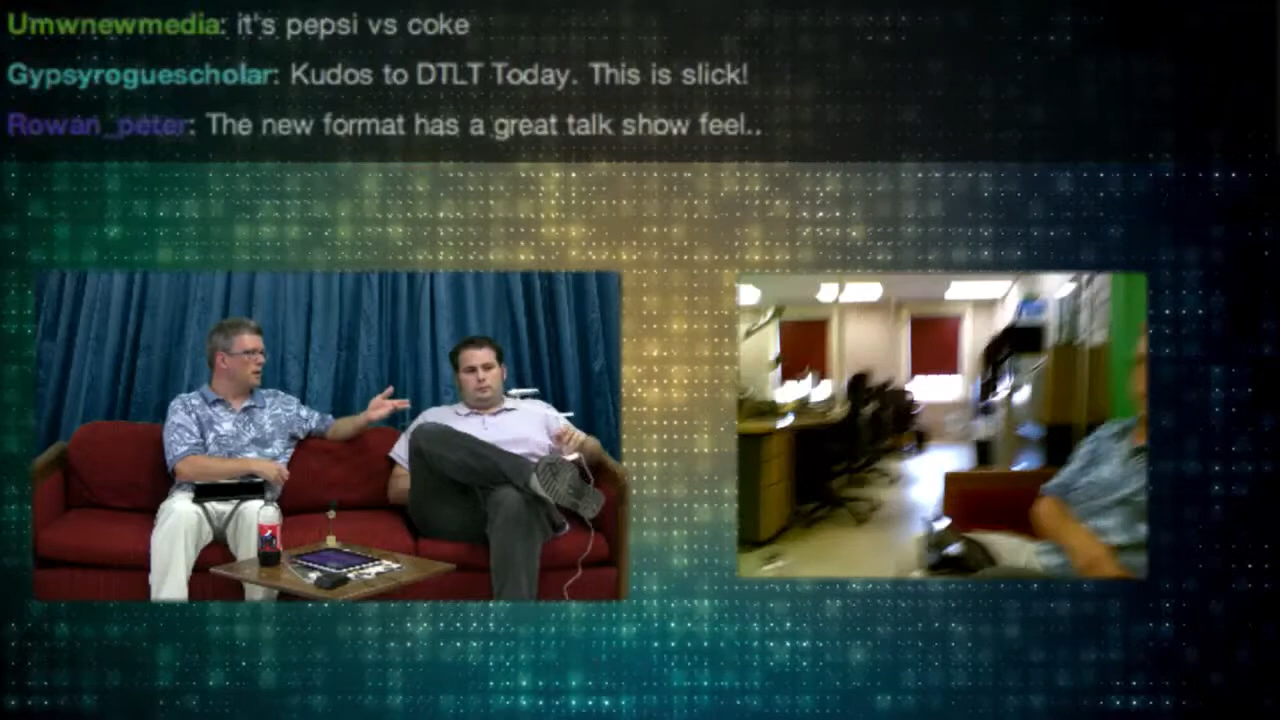 Umwnewmedia: it's pepsi vs coke
Gypsyroguescholar: Kudos to DTLT Today. This is slick!
Rowan_peter: The new format has a great talk show feel..